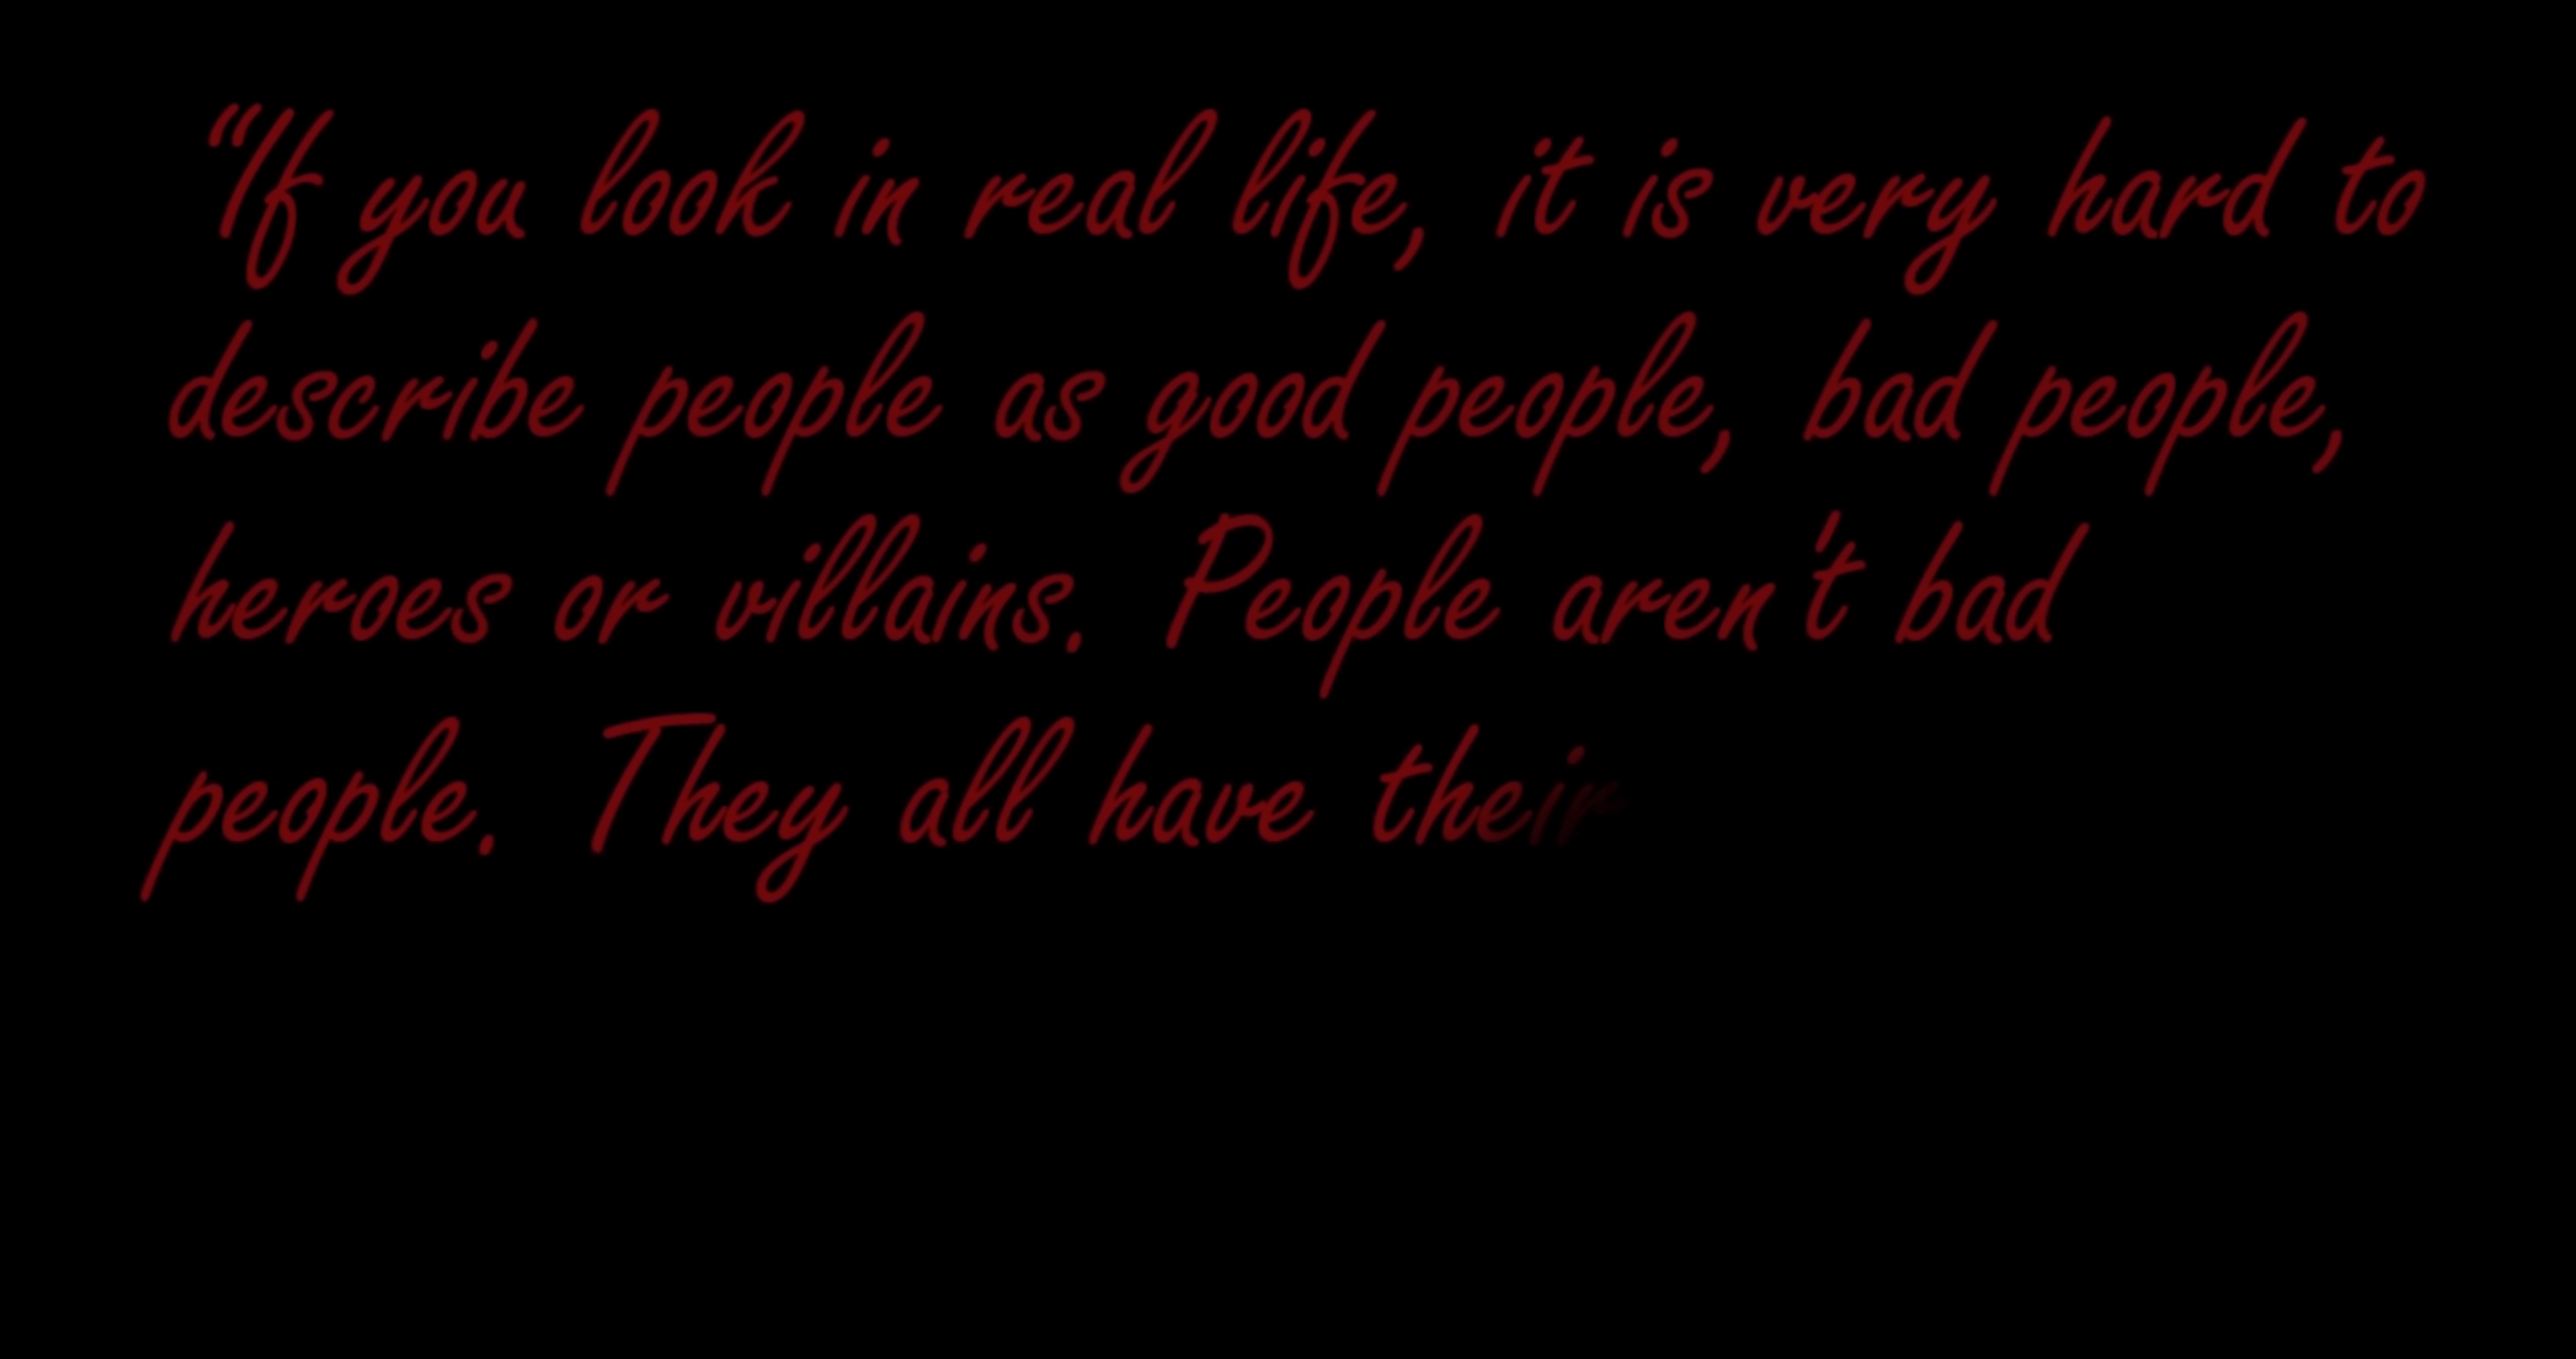 “If you look in real life, it is very hard to
describe people as good people, bad people,
heroes or villains. People aren't bad
people. They all have their